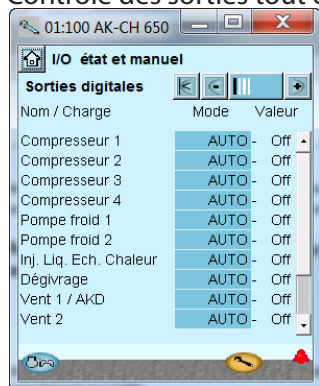 Contrôle des sorties tout
01:100 AK-CH 650
I/O état et manuel
Sorties digitales
Nom / Charge Mode Valeur
Compresseur 1 AUTO - Off
Compresseur 2 AUTO - Off
Compresseur 3 AUTO - Off
Compresseur 4 AUTO - Off
Pompe froid 1 AUTO - Off
Pompe froid 2 AUTO - Off
Inj. Liq. Ech. Chaleur AUTO - Off
Dégivrage AUTO - Off
Vent 1 / AKD AUTO - Off
Vent 2 AUTO - Off